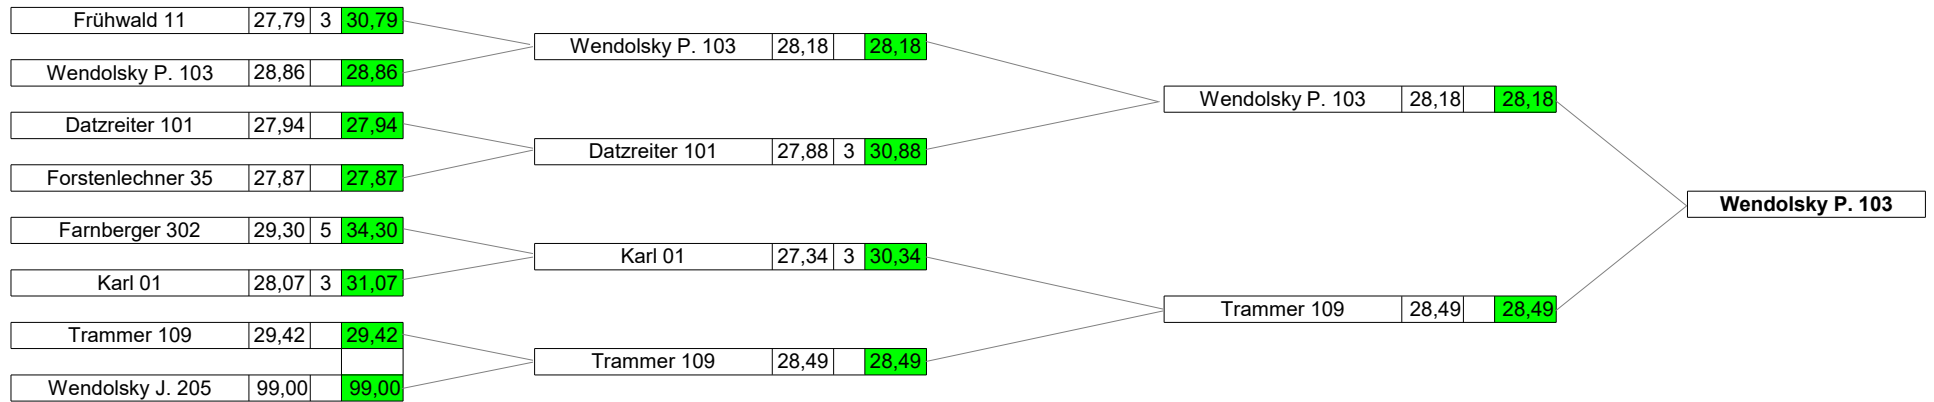 Frühwald 11 27,79 3 30,79
Wendolsky P. 103 28,86 28,86
Datzreiter 101 27,94 27,94
Forstenlechner 35 27,87 27,87
Farnberger 302 29,30 5 34,30
Karl 01 28,07 3 31,07
Trammer 109 29,42 29,42
Wendolsky J. 205 99,00 99,00
Wendolsky P. 103 28,18 28,18
Datzreiter 101 27,88 3 30,88
Karl 01 27,34 3 30,34
Trammer 109 28,49 28,49
Wendolsky P. 103 28,18 28,18
Trammer 109 28,49 28,49
Wendolsky P. 103